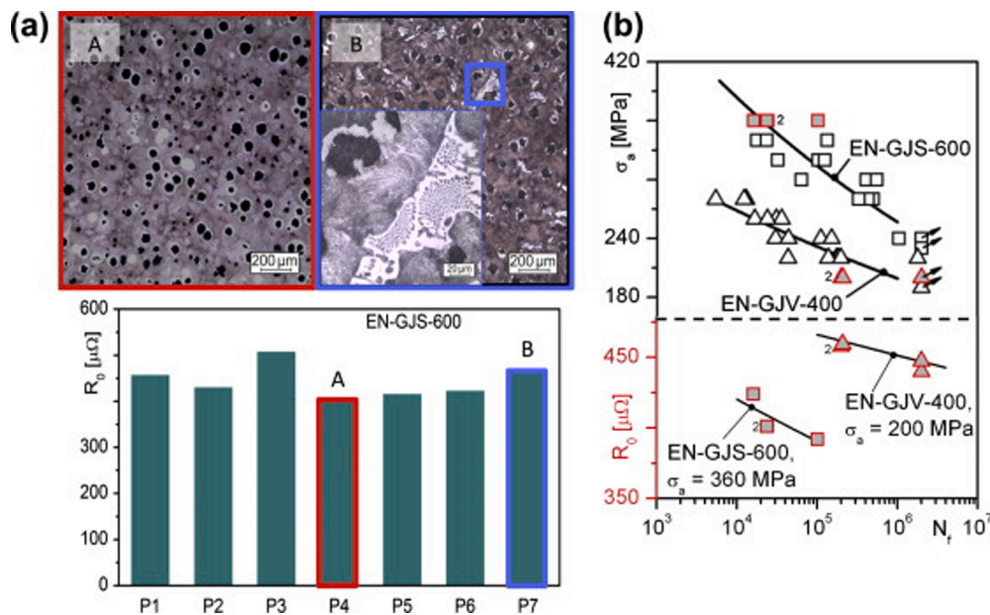 (a)
A
200 μm
B
20 μm
200 μm
EN-GJS-600
R₀ [μΩ]
600
450
300
200
0
A
B
P1 P2 P3 P4 P5 P6 P7
(b)
σₐ [MPa]
420
240
180
2
EN-GJS-600
2
EN-GJV-400
R₀ [μΩ]
450
350
2
EN-GJV-400,
σₐ = 200 MPa
2
EN-GJS-600,
σₐ = 360 MPa
10³ 10⁴ 10⁵ 10⁶ N_f 10⁷